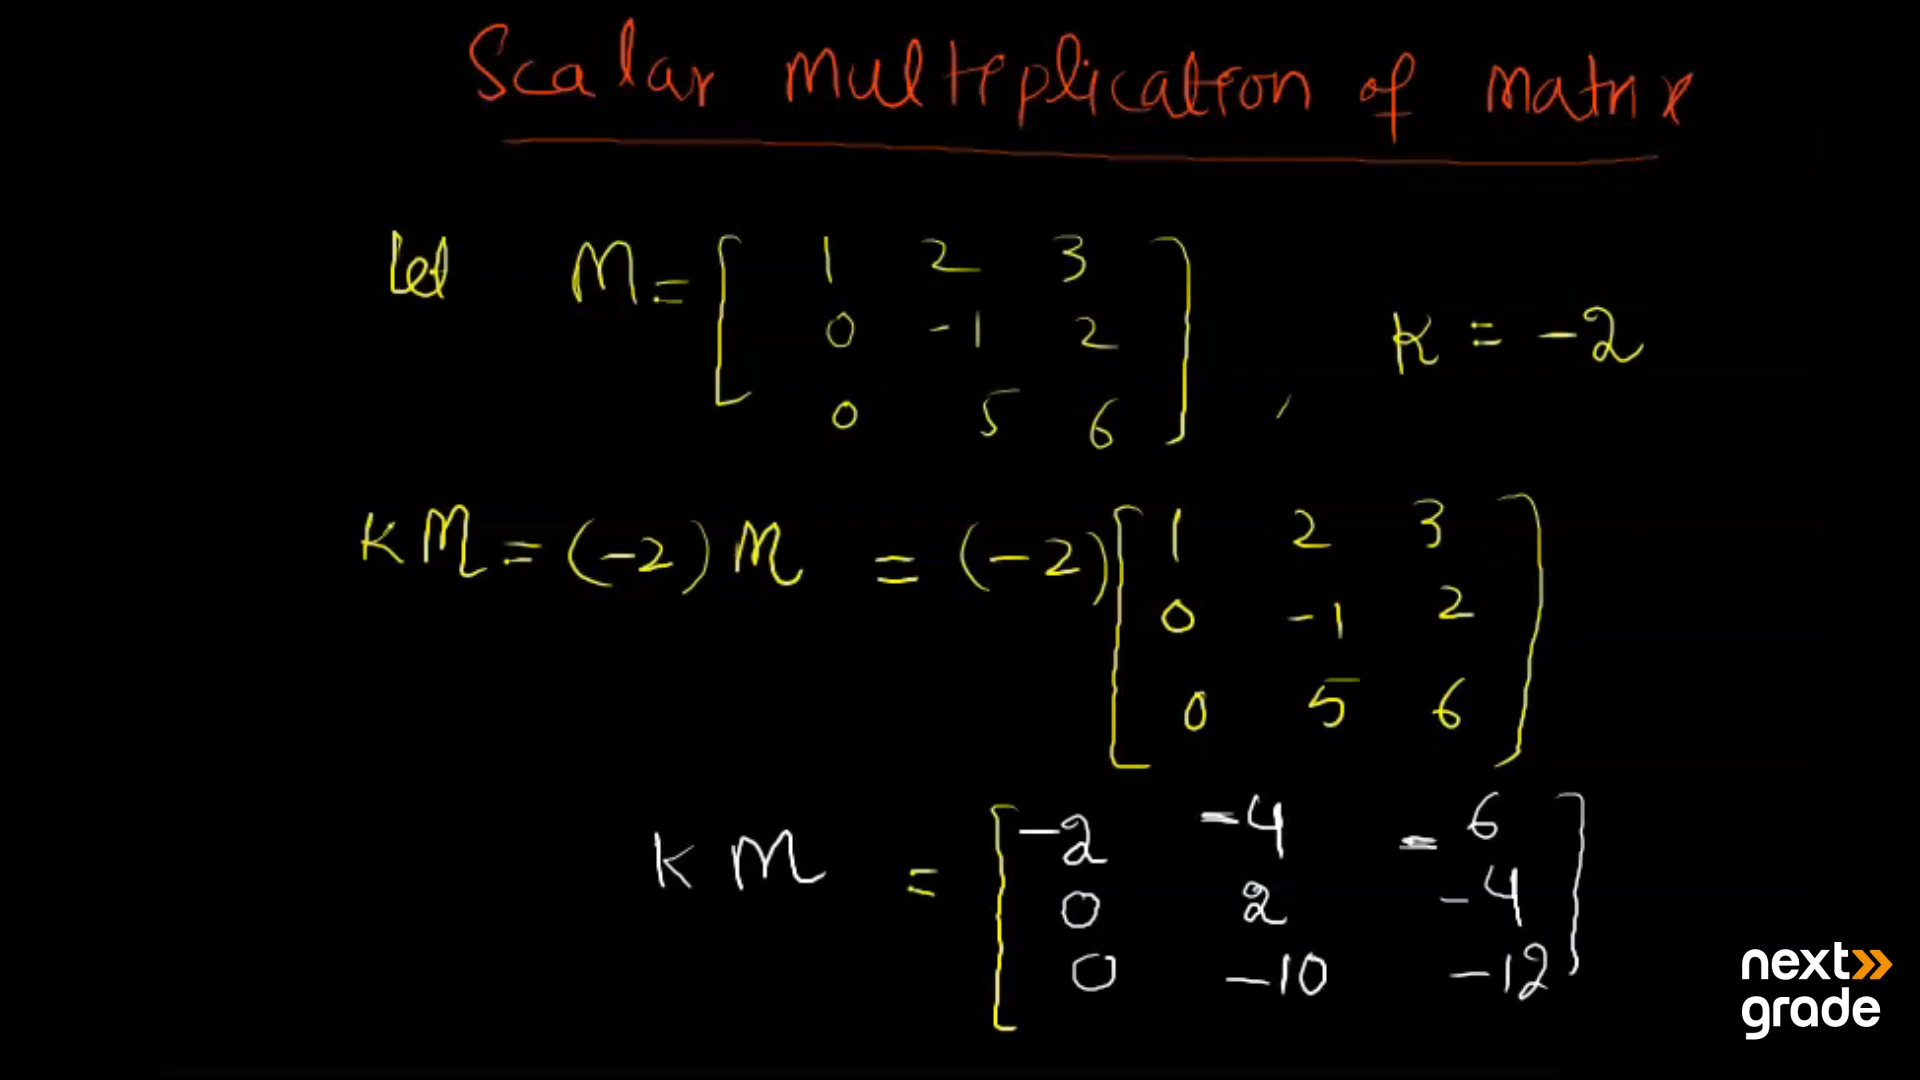 Scalar multiplication of matrix
let M = [ 1 2 3
0 -1 2
0 5 6 ] , K = -2
KM = (-2) M = (-2) [ 1 2 3
0 -1 2
0 5 6 ]
KM = [ -2 -4 -6
0 2 -4
0 -10 -12 ]
next»
grade